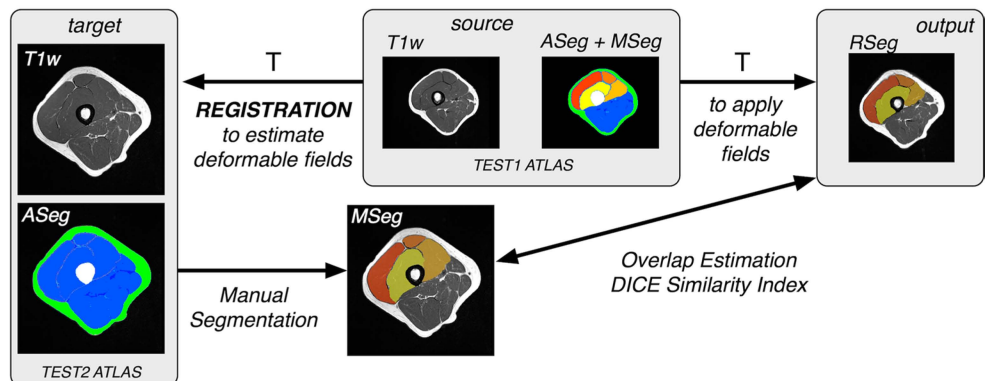 target
T1w
ASeg
TEST2 ATLAS
T
REGISTRATION
to estimate
deformable fields
source
T1w
ASeg + MSeg
TEST1 ATLAS
T
to apply
deformable
fields
output
RSeg
Manual
Segmentation
MSeg
Overlap Estimation
DICE Similarity Index